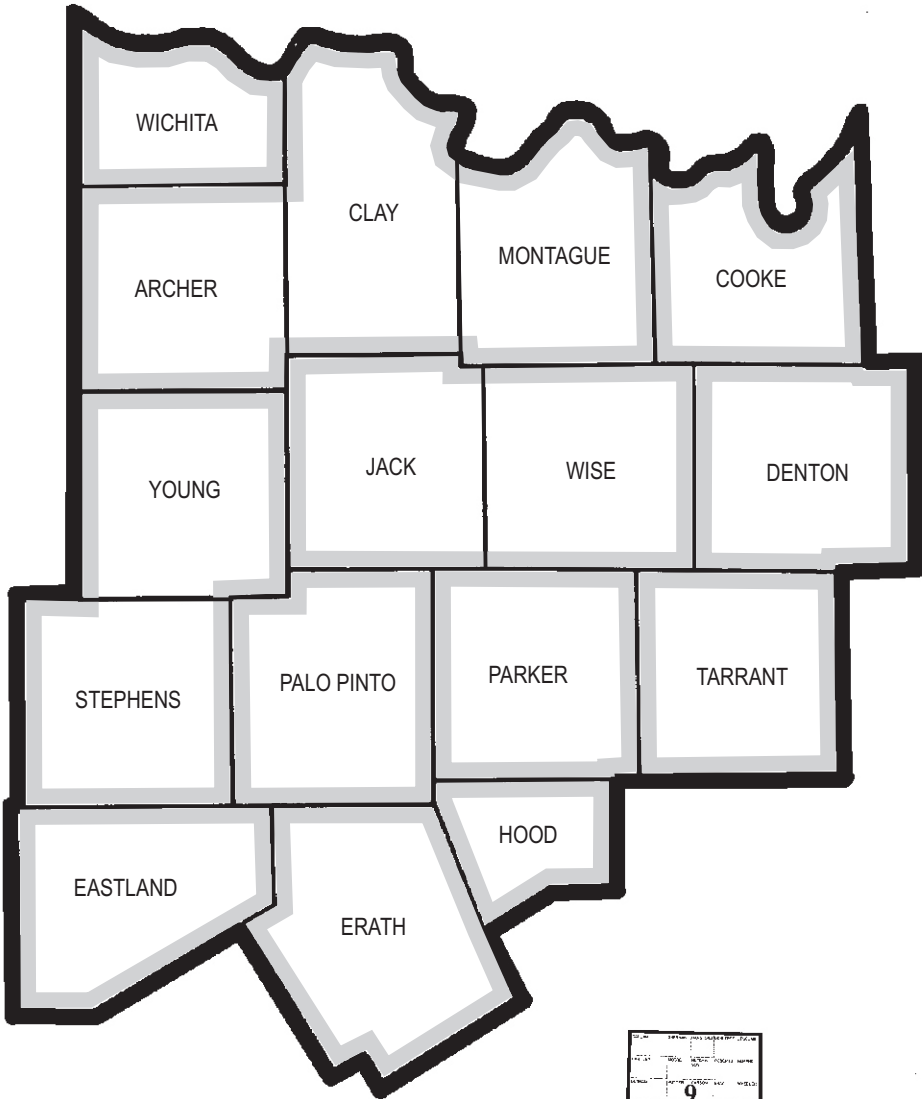 WICHITA
CLAY
MONTAGUE
COOKE
ARCHER
JACK
WISE
DENTON
YOUNG
PARKER
TARRANT
PALO PINTO
STEPHENS
HOOD
EASTLAND
ERATH
9